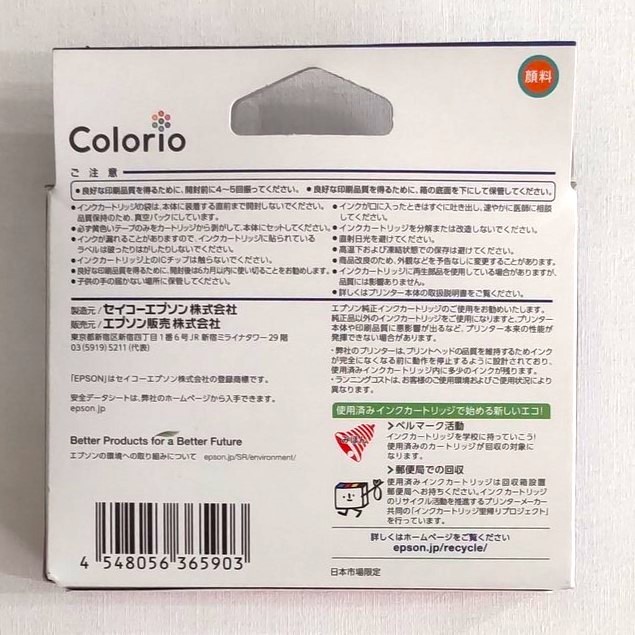 顔料
Colorio
ご注意
●良好な印刷品質を得るために、開封前に4～5回振ってください。 ●良好な印刷品質を得るために、箱の底面を下にして保管してください。
●インクカートリッジの袋は、本体に装着する直前まで開封しないでください。
品質保持のため、真空パックにしています。
●必ず黄色いテープのみをカートリッジから剥がして、本体にセットしてください。
●インクが漏れることがありますので、インクカートリッジに貼られている
ラベルは破ったりはがしたりしないでください。
●インクカートリッジ上のICチップは触らないでください。
●良好な印刷品質を得るために、開封後は6カ月以内に使い切ることをお勧めします。
●子供の手の届かない場所に保管してください。
●インクが口に入ったときはすぐに吐き出し、速やかに医師に相談
してください。
●インクカートリッジを分解または改造しないでください。
●直射日光を避けてください。
●高温下および凍結状態での保存は避けてください。
●商品改良のため、外観などを予告なしに変更することがあります。
●インクカートリッジに再生部品を使用している場合がありますが、
品質には影響ありません。
●詳しくはプリンター本体の取扱説明書をご覧ください。
製造元/セイコーエプソン株式会社
販売元/エプソン販売株式会社
東京都新宿区新宿四丁目1番6号 JR新宿ミライナタワー29階
03(5919)5211(代表)
「EPSON」はセイコーエプソン株式会社の登録商標です。
安全データシートは、弊社のホームページから入手できます。
epson.jp
Better Products for a Better Future
エプソンの環境への取り組みについて epson.jp/SR/environment/
4 548056 365903
エプソン純正インクカートリッジのご使用をお勧めいたします。
純正品以外のインクカートリッジをご使用になりますと、プリンター
本体や印刷品質に悪影響が出るなど、プリンター本来の性能が
発揮できない場合があります。
・弊社のプリンターは、プリントヘッドの品質を維持するためインク
が完全になくなる前に動作を停止するように設計されており、
使用済みインクカートリッジ内に多少のインクが残ります。
・ランニングコストは、お客様のご使用環境およびご使用状況により
異なります。
使用済みインクカートリッジで始める新しいエコ!
ベルマーク活動
インクカートリッジを学校に持っていこう!
使用済みのカートリッジが回収の対象に
なります。
郵便局での回収
使用済みインクカートリッジは回収箱設置
郵便局へお持ちください。インクカートリッジ
のリサイクル活動を推進するプリンターメーカー
共同の「インクカートリッジ里帰りプロジェクト」
を行っています。
詳しくはホームページをご覧ください
epson.jp/recycle/
日本市場限定